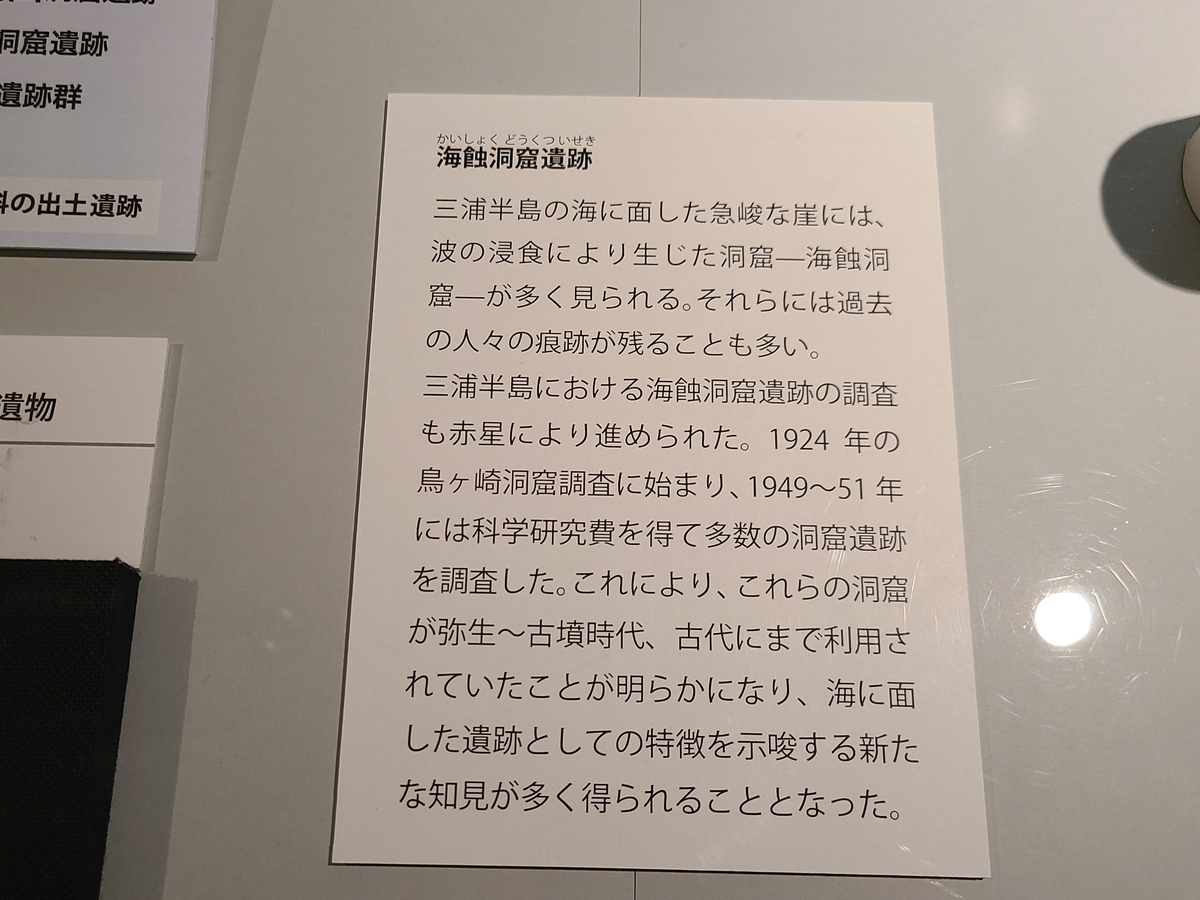 洞窟遺跡
遺跡群
料の出土遺跡
遺物
かいしょく どうくつ いせき
海蝕洞窟遺跡
三浦半島の海に面した急峻な崖には、
波の浸食により生じた洞窟―海蝕洞
窟―が多く見られる。それらには過去
の人々の痕跡が残ることも多い。
三浦半島における海蝕洞窟遺跡の調査
も赤星により進められた。1924 年の
鳥ヶ崎洞窟調査に始まり、1949～51 年
には科学研究費を得て多数の洞窟遺跡
を調査した。これにより、これらの洞窟
が弥生～古墳時代、古代にまで利用さ
れていたことが明らかになり、海に面
した遺跡としての特徴を示唆する新た
な知見が多く得られることとなった。